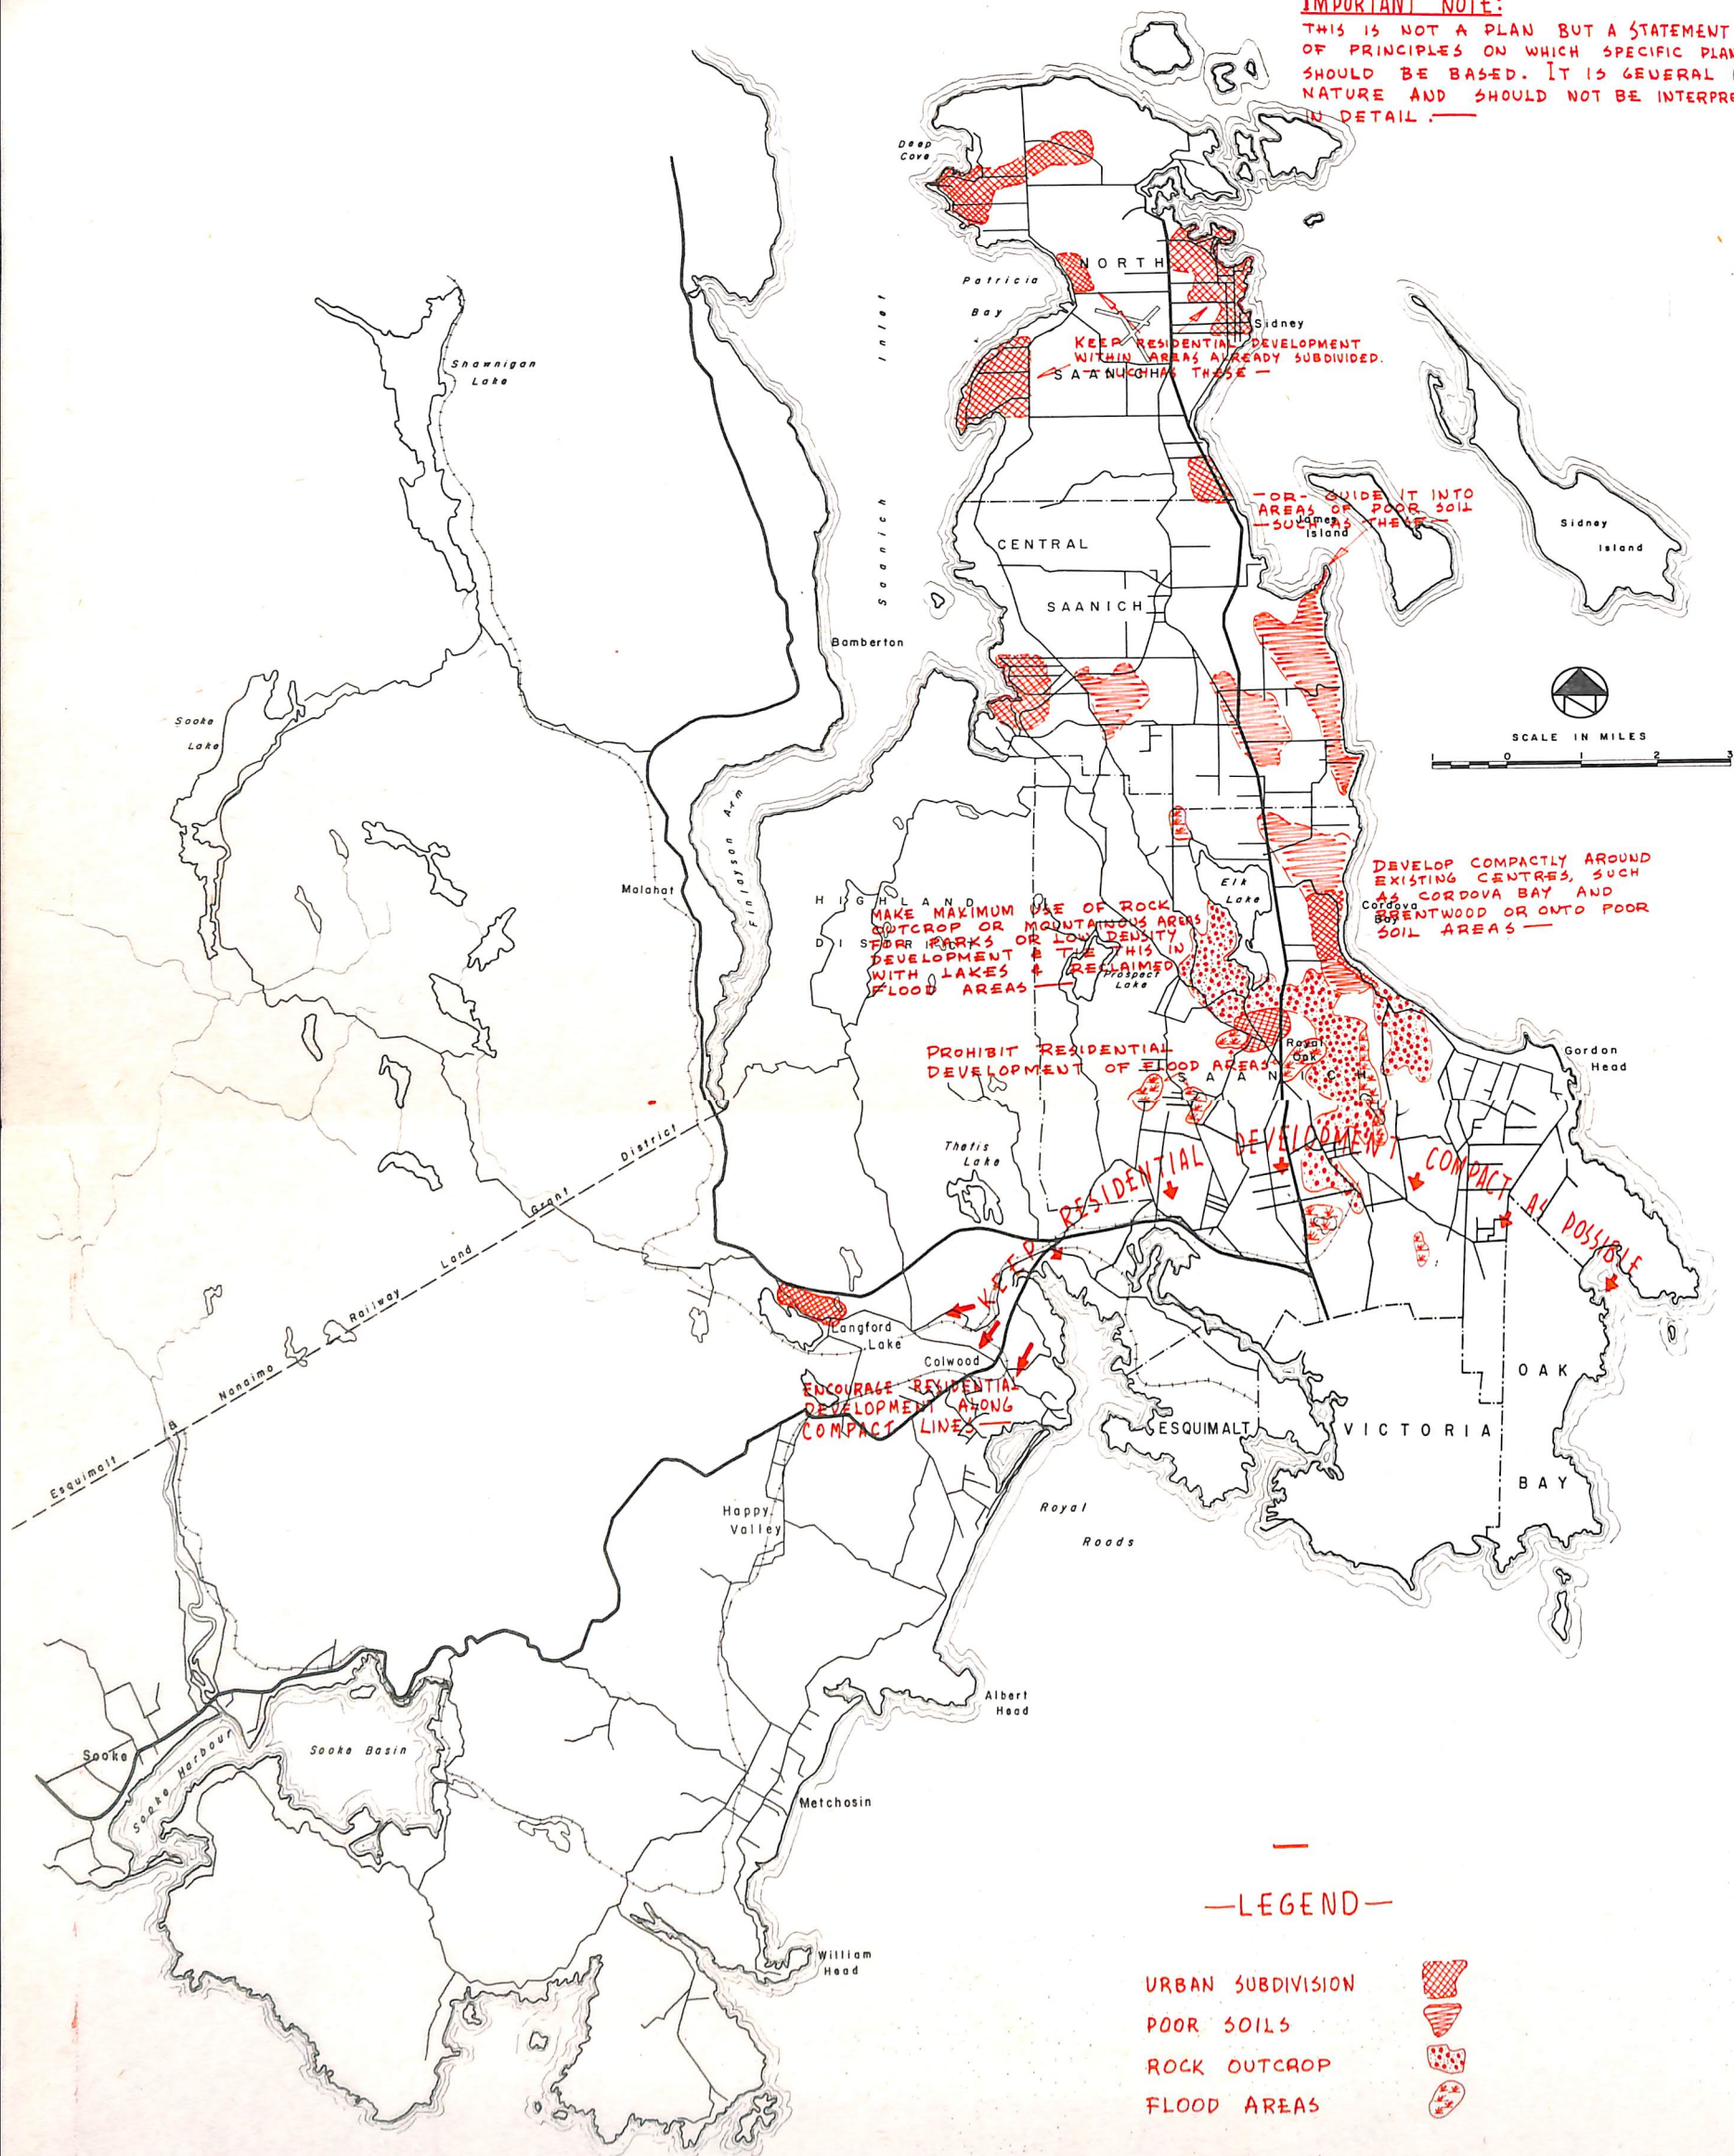 IMPORTANT NOTE:
THIS IS NOT A PLAN BUT A STATEMENT
OF PRINCIPLES ON WHICH SPECIFIC
SHOULD BE BASED. IT IS GENERAL
NATURE AND SHOULD NOT BE
IN DETAIL.—
Deep
Cove
NORTH
Patricia
Bay
Sidney
KEEP RESIDENTIAL DEVELOPMENT
WITHIN AREAS ALREADY SUBDIVIDED.
— SUCH AS THESE —
SAANICH
Saanich Inlet
Shawnigan
Lake
—OR— GUIDE IT INTO
AREAS OF POOR SOIL
—SUCH AS THESE—
James
Island
Sidney
Island
CENTRAL
SAANICH
Bamberton
Sooke
Lake
SCALE IN MILES
1 0 1 2 3
Finlayson Arm
Malahat
HIGHLAND
DISTRICT
MAKE MAXIMUM USE OF ROCK
OUTCROP OR MOUNTAINOUS AREAS
FOR PARKS OR LOW DENSITY
DEVELOPMENT & TIE THIS IN
WITH LAKES & RECLAIMED
FLOOD AREAS —
Prospect
Lake
Elk
Lake
DEVELOP COMPACTLY AROUND
EXISTING CENTRES, SUCH
AS CORDOVA BAY AND
BRENTWOOD OR ONTO POOR
SOIL AREAS —
Cordova
Bay
PROHIBIT RESIDENTIAL
DEVELOPMENT OF FLOOD AREAS
Royal
Oak
SAANICH
Gordon
Head
Thetis
Lake
KEEP RESIDENTIAL DEVELOPMENT COMPACT AS POSSIBLE
Esquimalt & Nanaimo Railway Land Grant District
Langford
Lake
Colwood
ENCOURAGE RESIDENTIAL
DEVELOPMENT ALONG
COMPACT LINES —
ESQUIMALT
VICTORIA
OAK
BAY
Happy
Valley
Royal
Roads
Albert
Head
Sooke
Sooke Harbour
Sooke Basin
Metchosin
William
Head
—LEGEND—
URBAN SUBDIVISION
POOR SOILS
ROCK OUTCROP
FLOOD AREAS